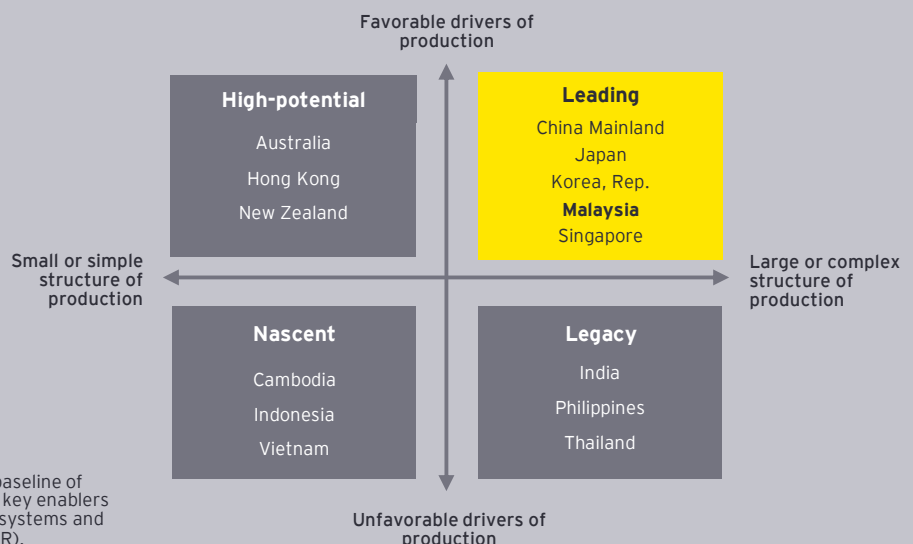 Favorable drivers of
production
High-potential
Australia
Hong Kong
New Zealand
Leading
China Mainland
Japan
Korea, Rep.
Malaysia
Singapore
Small or simple
structure of
production
Large or complex
structure of
production
Nascent
Cambodia
Indonesia
Vietnam
Legacy
India
Philippines
Thailand
baseline of
key enablers
systems and
R).
Unfavorable drivers of
production